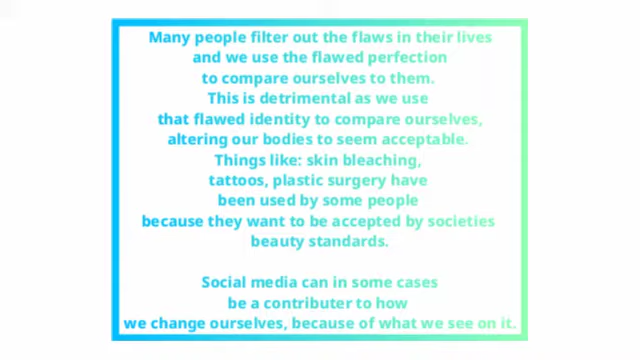 Many people filter out the flaws in their lives
and we use the flawed perfection
to compare ourselves to them.
This is detrimental as we use
that flawed identity to compare ourselves,
altering our bodies to seem acceptable.
Things like: skin bleaching,
tattoos, plastic surgery have
been used by some people
because they want to be accepted by societies
beauty standards.
Social media can in some cases
be a contributer to how
we change ourselves, because of what we see on it.